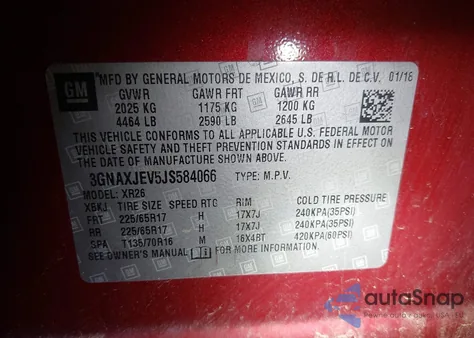 GM
MFD BY GENERAL MOTORS DE MEXICO, S. DE R.L. DE C.V. 01/18
GVWR GAWR FRT GAWR RR
2025 KG 1175 KG 1200 KG
4464 LB 2590 LB 2645 LB
THIS VEHICLE CONFORMS TO ALL APPLICABLE U.S. FEDERAL MOTOR
VEHICLE SAFETY AND THEFT PREVENTION STANDARDS IN EFFECT ON
THE DATE OF MANUFACTURE SHOWN ABOVE.
3GNAXJEV5JS584066 TYPE: M.P.V.
MODEL: XR26
X5KJ TIRE SIZE SPEED RTG RIM COLD TIRE PRESSURE
FRT 225/65R17 H 17X7J 240KPA(35PSI)
RR 225/65R17 H 17X7J 240KPA(35PSI)
SPA T135/70R16 M 16X4BT 420KPA(60PSI)
SEE OWNER'S MANUAL FOR MORE INFORMATION.
autoSnap